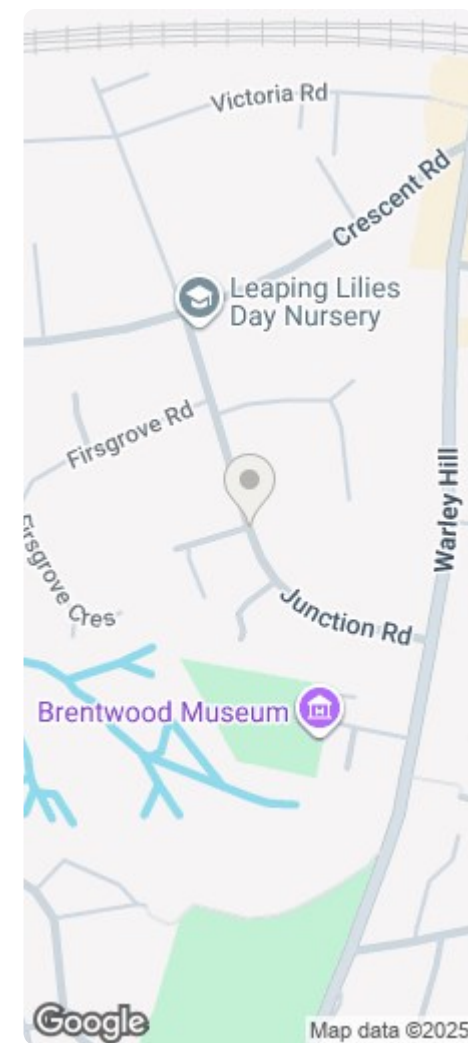 Victoria Rd
Crescent Rd
Leaping Lilies
Day Nursery
Firsgrove Rd
Warley Hill
Firsgrove Cres
Junction Rd
Brentwood Museum
M
Google
Map data ©2025